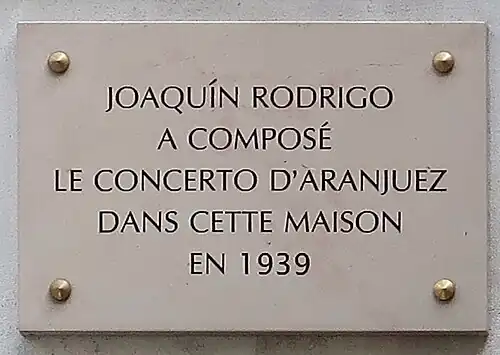 JOAQUÍN RODRIGO
A COMPOSÉ
LE CONCERTO D'ARANJUEZ
DANS CETTE MAISON
EN 1939